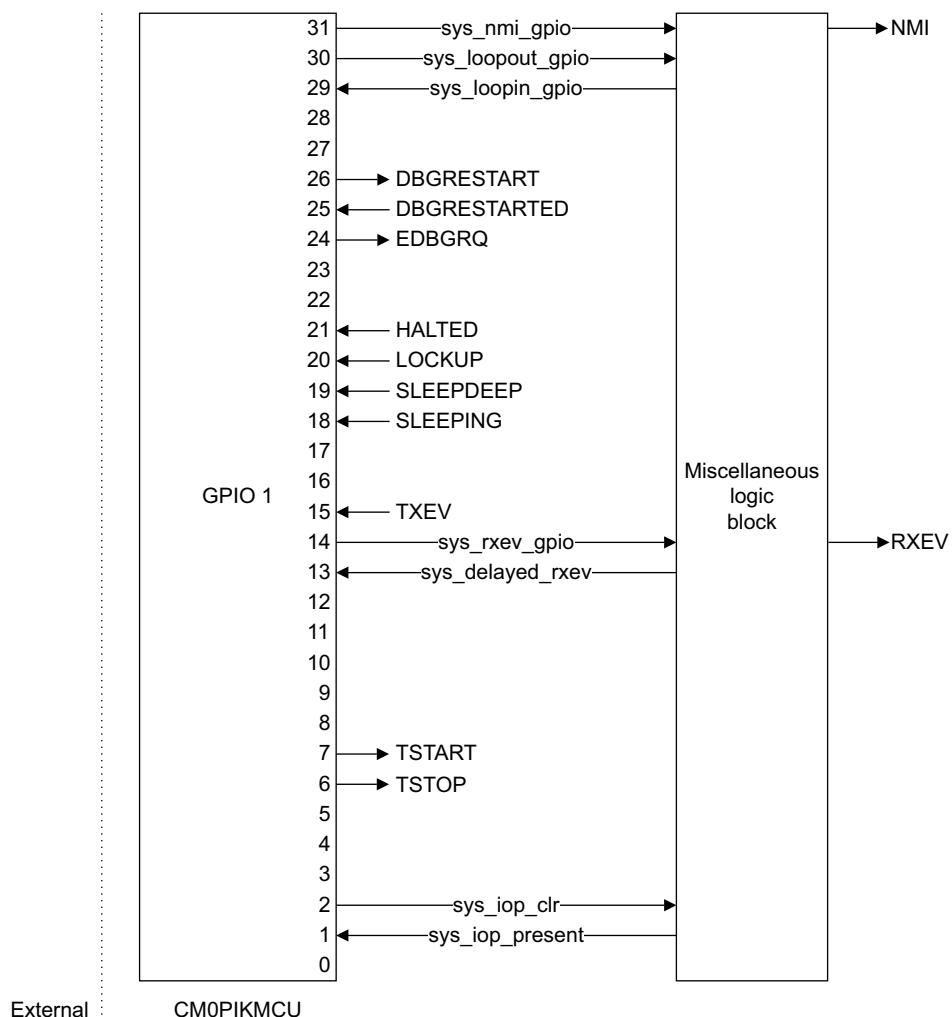 31 sys_nmi_gpio NMI
30 sys_loopout_gpio
29 sys_loopin_gpio
28
27
26 DBGRESTART
25 DBGRESTARTED
24 EDBGRQ
23
22
21 HALTED
20 LOCKUP
19 SLEEPDEEP
18 SLEEPING
17
16
GPIO 1
Miscellaneous
logic
block
15 TXEV
14 sys_rxev_gpio RXEV
13 sys_delayed_rxev
12
11
10
9
8
7 TSTART
6 TSTOP
5
4
3
2 sys_iop_clr
1 sys_iop_present
0
External CM0PIKMCU